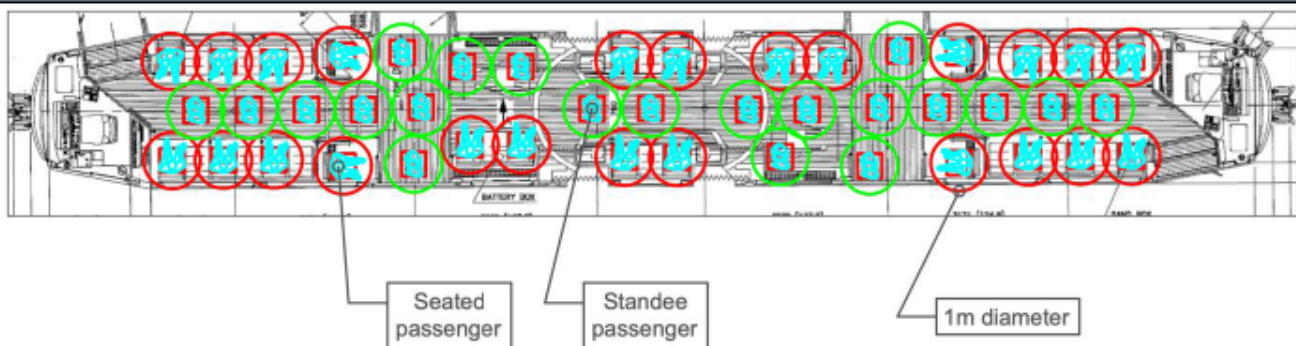 BATTERY BOX
Seated
passenger
Standee
passenger
1m diameter